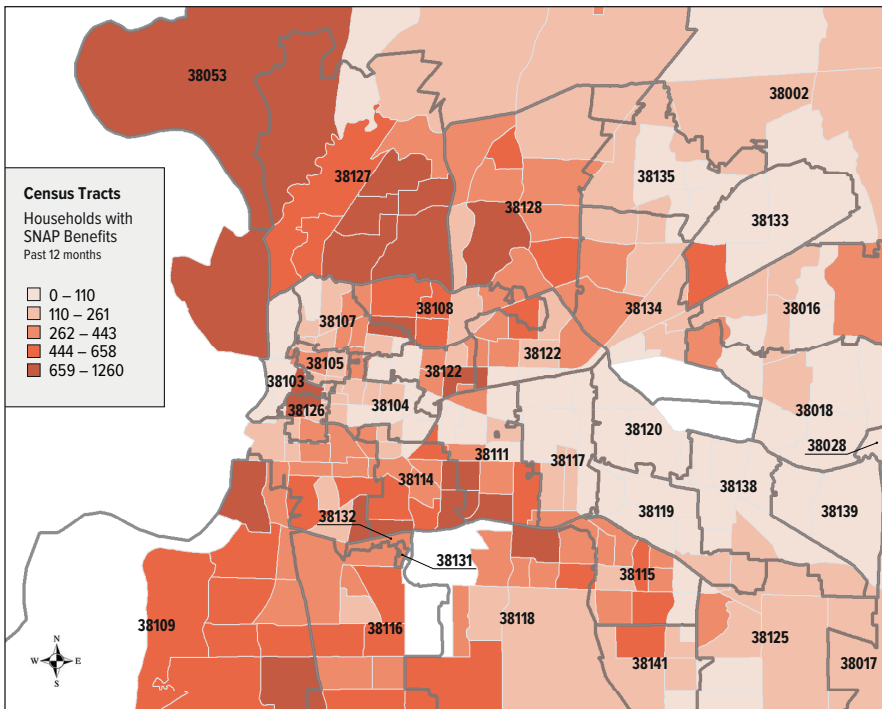 38053
38002
38127
38135
Census Tracts
Households with
SNAP Benefits
Past 12 months
0 – 110
110 – 261
262 – 443
444 – 658
659 – 1260
38128
38133
38108
38134
38016
38107
38122
38105
38122
38103
38126
38104
38018
38120
38028
38111
38117
38114
38138
38119
38139
38132
38131
38115
38109
38116
38118
38125
38141
38017
N
W E
S